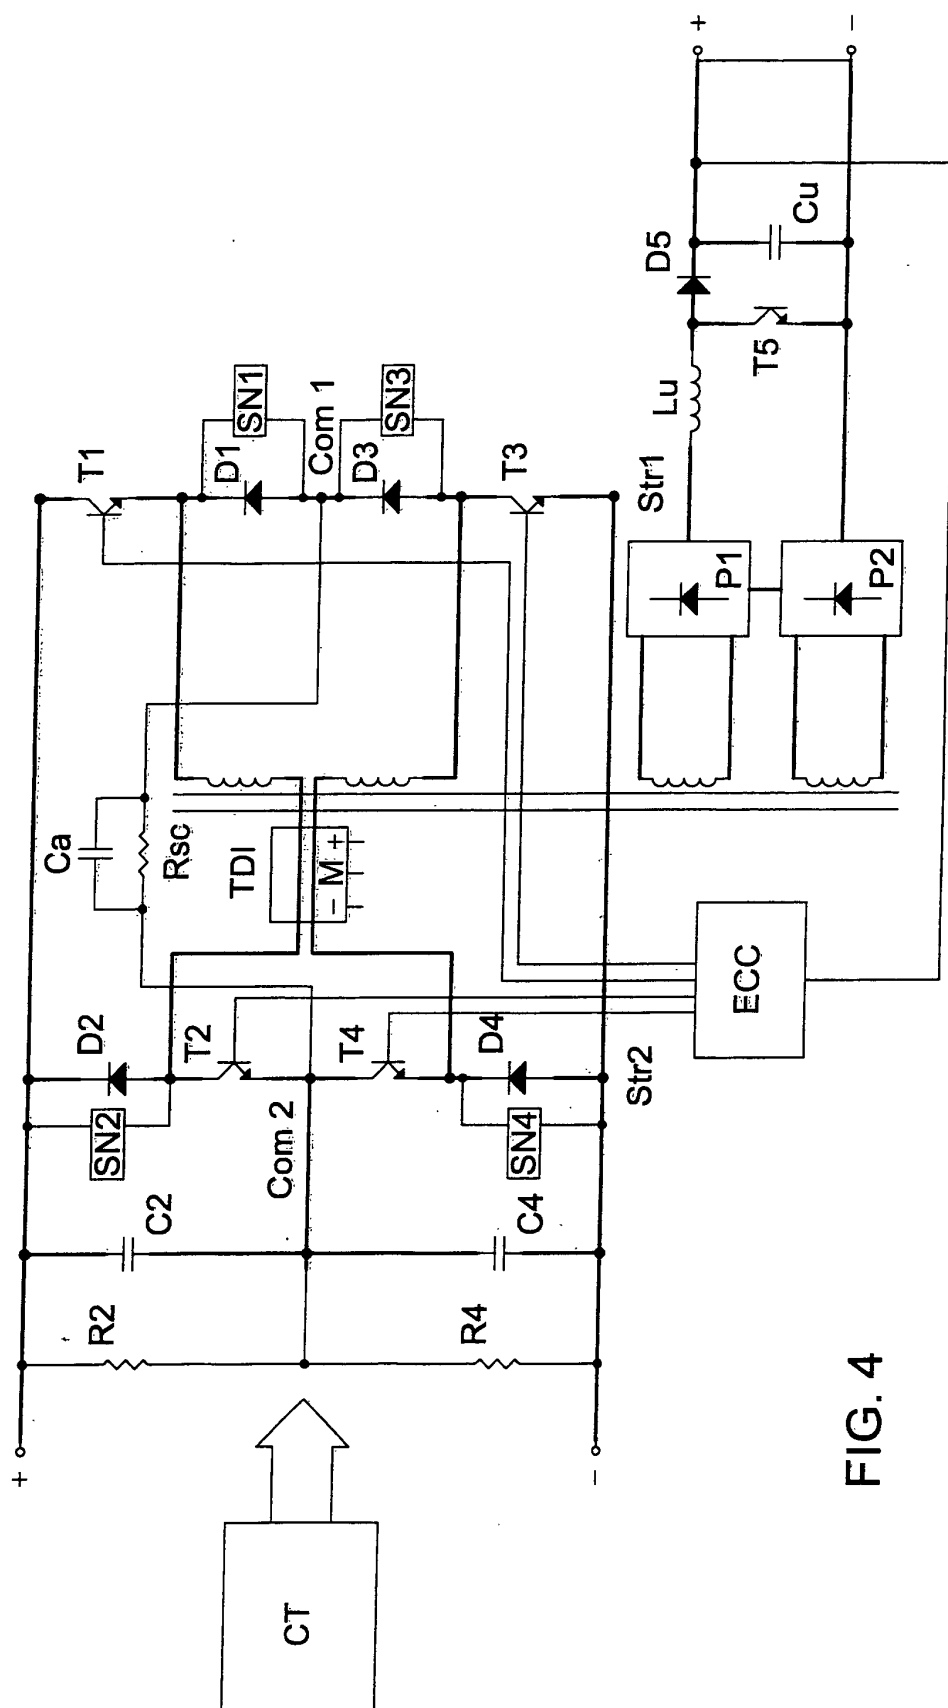 +
Ca
D2
T1
R2
SN2
C2
Rsc
T2
D1
SN1
TDI
Com 2
CT
Com 1
− M +
T4
D3
SN3
R4
D4
T3
SN4
C4
−
Str2
Str1
Lu
D5
+
P1
ECC
T5
Cu
−
P2
FIG. 4